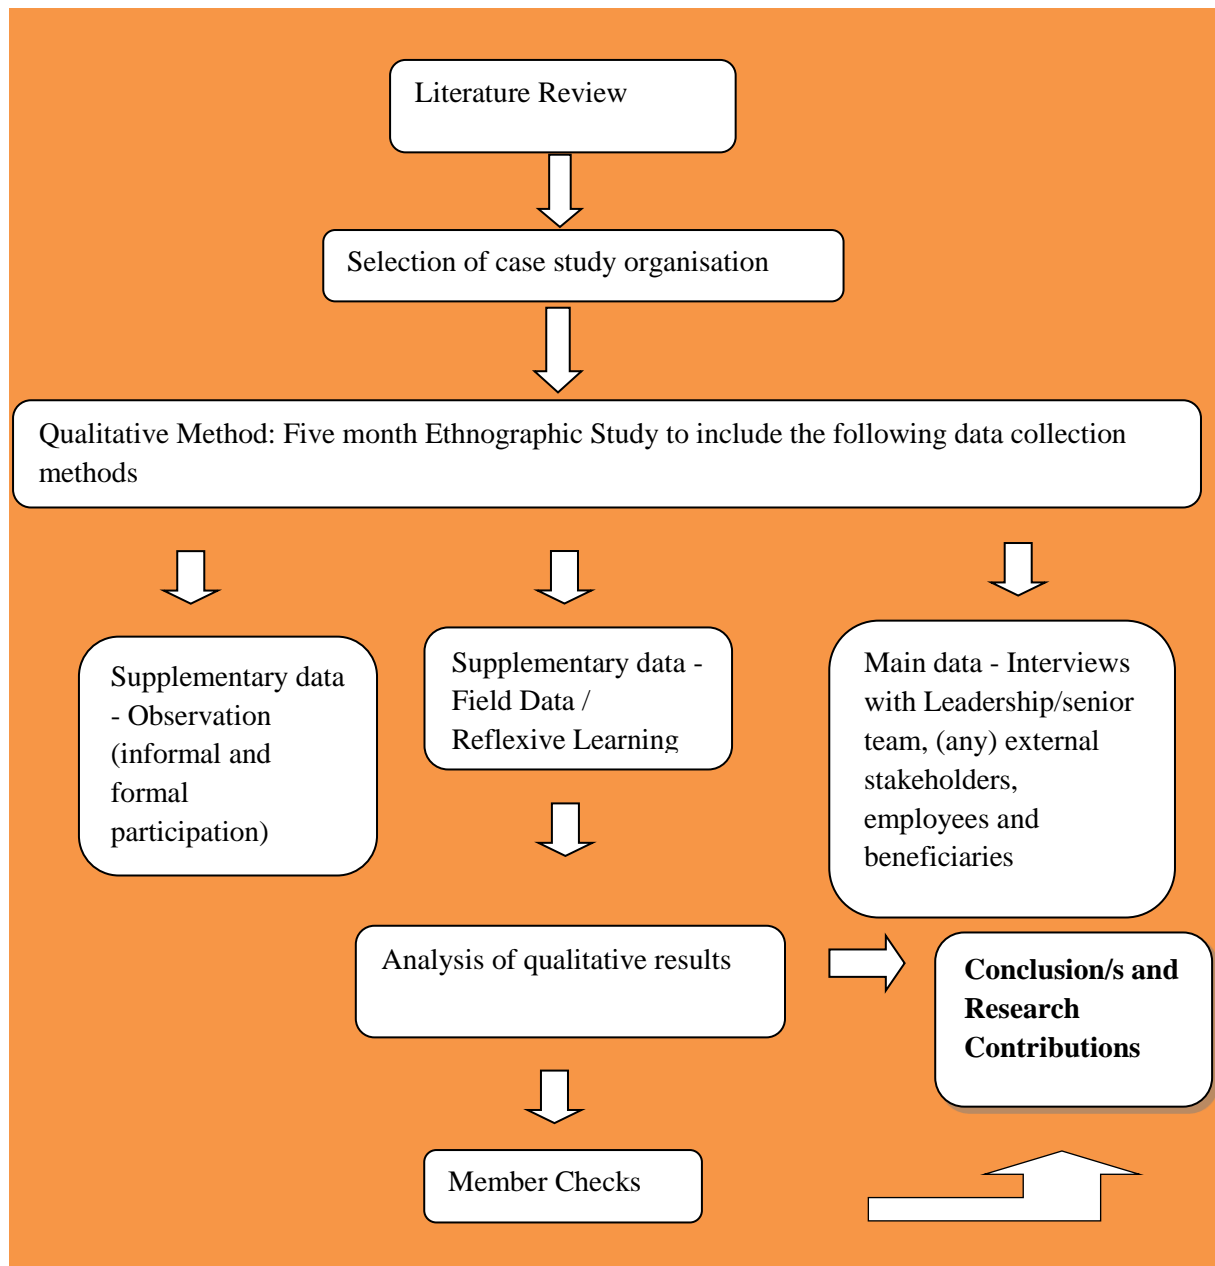 Literature Review
Selection of case study organisation
Qualitative Method: Five month Ethnographic Study to include the following data collection
methods
Supplementary data
- Observation
(informal and
formal
participation)
Supplementary data -
Field Data /
Reflexive Learning
Main data - Interviews
with Leadership/senior
team, (any) external
stakeholders,
employees and
beneficiaries
Analysis of qualitative results
Conclusion/s and
Research
Contributions
Member Checks